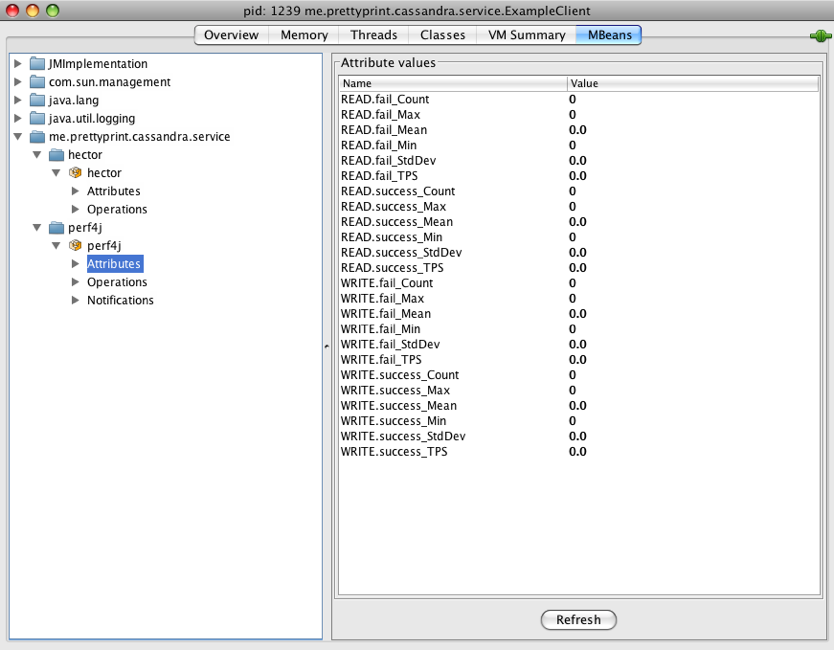 pid: 1239 me.prettyprint.cassandra.service.ExampleClient
Overview Memory Threads Classes VM Summary MBeans
JMImplementation
com.sun.management
java.lang
java.util.logging
me.prettyprint.cassandra.service
hector
hector
Attributes
Operations
perf4j
perf4j
Attributes
Operations
Notifications
Attribute values
Name Value
READ.fail_Count 0
READ.fail_Max 0
READ.fail_Mean 0.0
READ.fail_Min 0
READ.fail_StdDev 0.0
READ.fail_TPS 0.0
READ.success_Count 0
READ.success_Max 0
READ.success_Mean 0.0
READ.success_Min 0
READ.success_StdDev 0.0
READ.success_TPS 0.0
WRITE.fail_Count 0
WRITE.fail_Max 0
WRITE.fail_Mean 0.0
WRITE.fail_Min 0
WRITE.fail_StdDev 0.0
WRITE.fail_TPS 0.0
WRITE.success_Count 0
WRITE.success_Max 0
WRITE.success_Mean 0.0
WRITE.success_Min 0
WRITE.success_StdDev 0.0
WRITE.success_TPS 0.0
Refresh